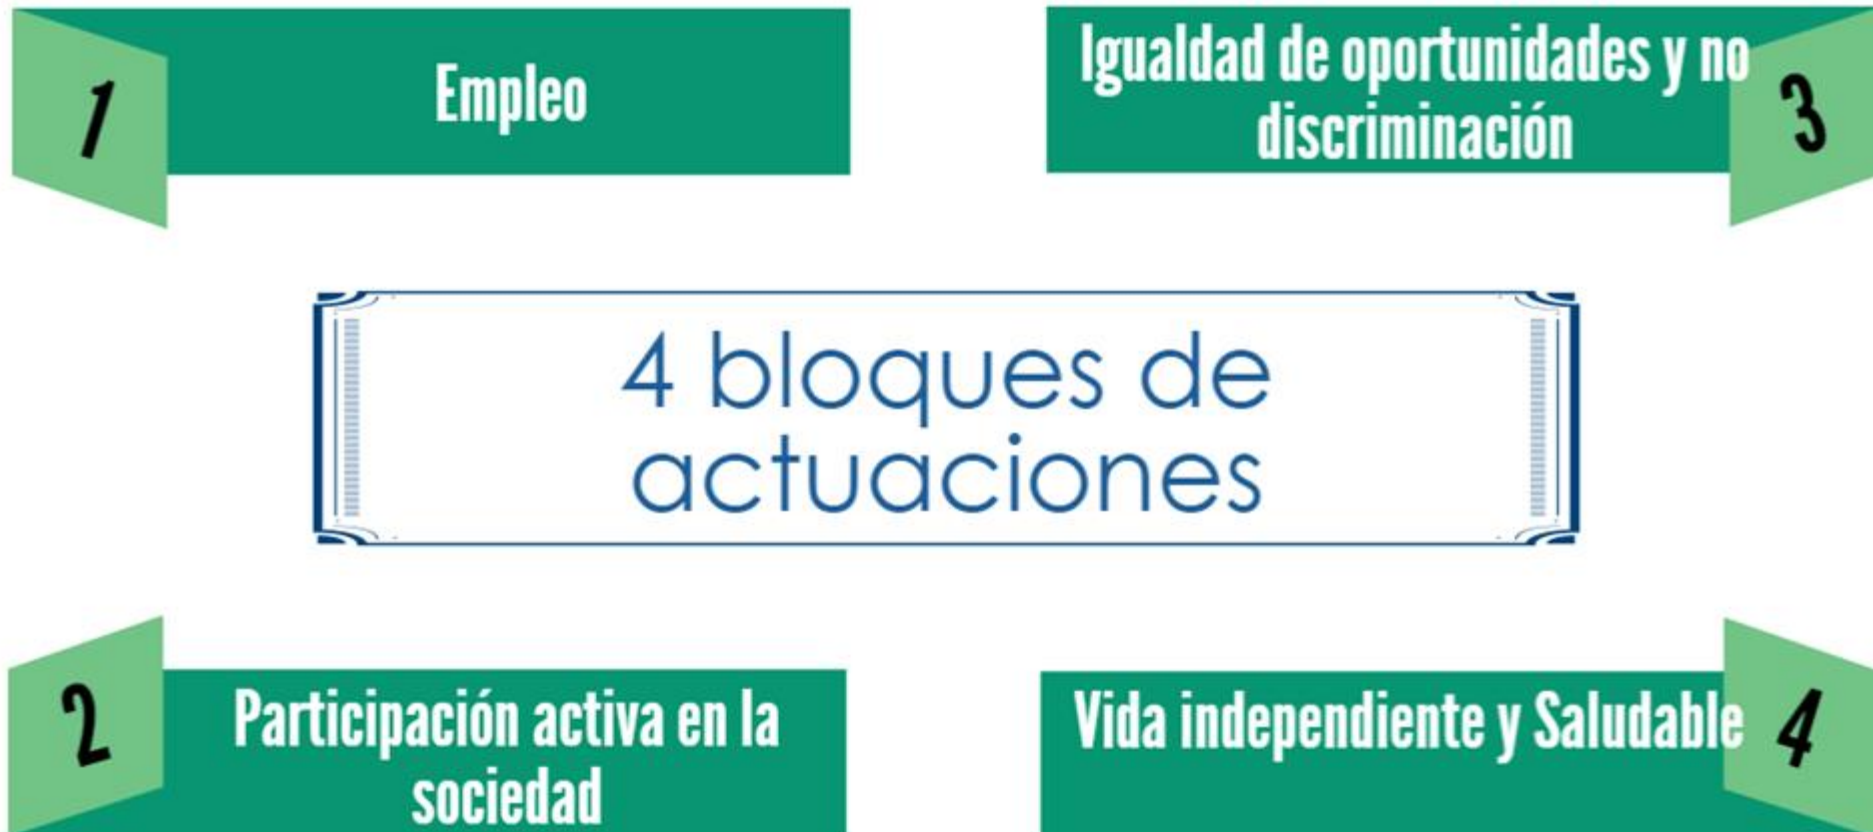 1
Empleo
Igualdad de oportunidades y no
discriminación
3
4 bloques de
actuaciones
2
Participación activa en la
sociedad
Vida independiente y Saludable
4